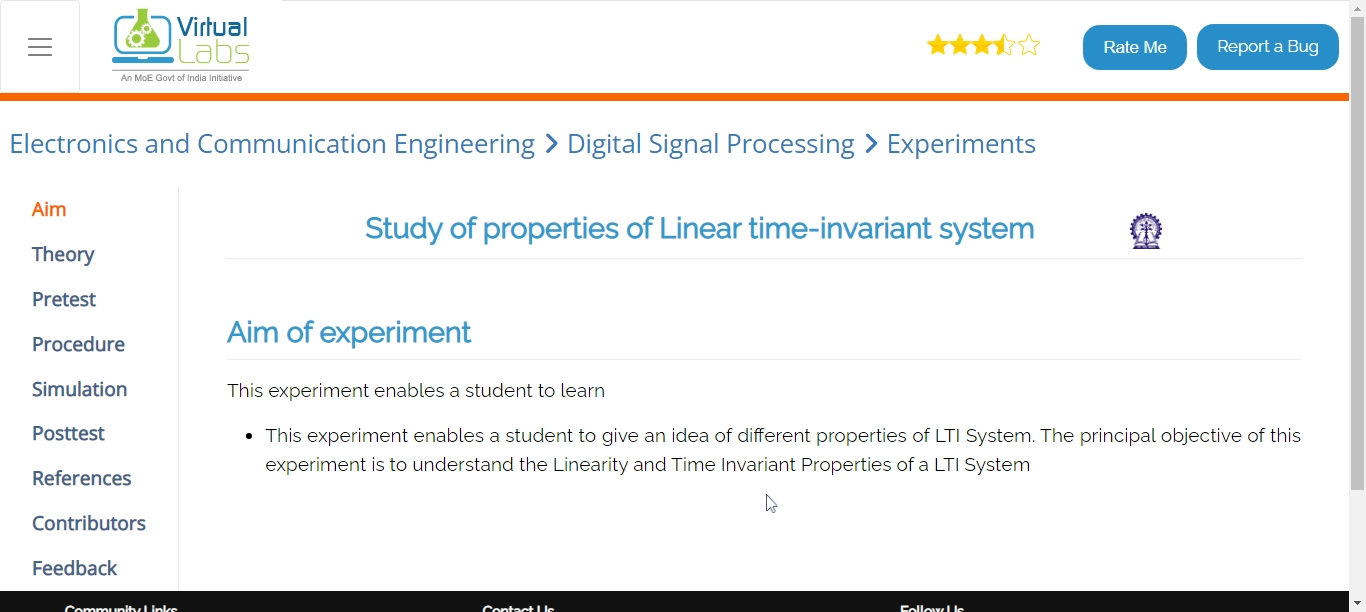 Virtual
Labs
An MoE Govt of India Initiative
Rate Me
Report a Bug
Electronics and Communication Engineering > Digital Signal Processing > Experiments
Aim
Theory
Pretest
Procedure
Simulation
Posttest
References
Contributors
Feedback
Study of properties of Linear time-invariant system
Aim of experiment
This experiment enables a student to learn
• This experiment enables a student to give an idea of different properties of LTI System. The principal objective of this
experiment is to understand the Linearity and Time Invariant Properties of a LTI System
Community Links
Contact Us
Follow Us